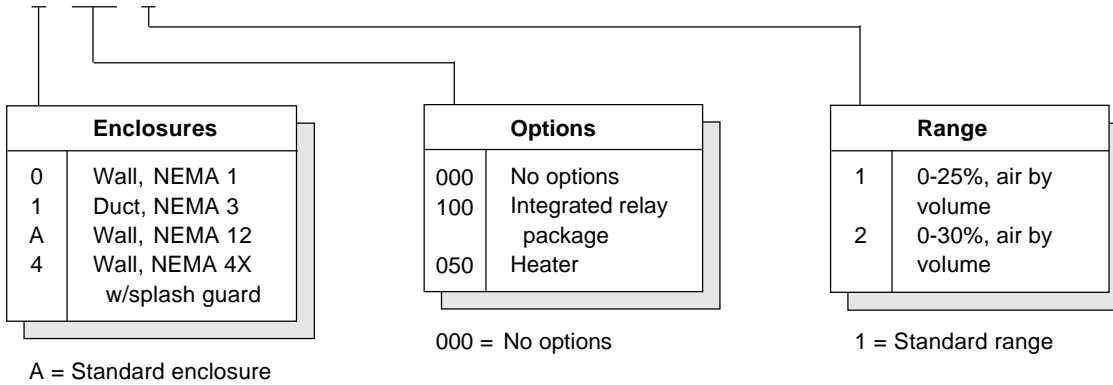 Enclosures
0 Wall, NEMA 1
1 Duct, NEMA 3
A Wall, NEMA 12
4 Wall, NEMA 4X
w/splash guard
A = Standard enclosure
Options
000 No options
100 Integrated relay
package
050 Heater
000 = No options
Range
1 0-25%, air by
volume
2 0-30%, air by
volume
1 = Standard range